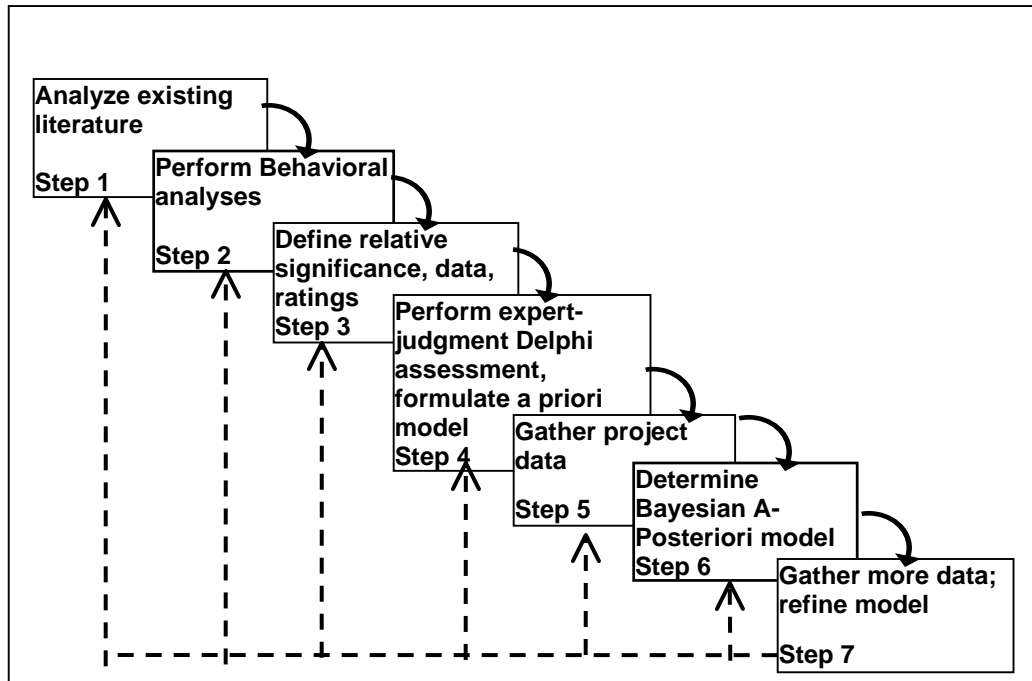 Analyze existing
literature
Step 1
Perform Behavioral
analyses
Step 2
Define relative
significance, data,
ratings
Step 3
Perform expert-
judgment Delphi
assessment,
formulate a priori
model
Step 4
Gather project
data
Step 5
Determine
Bayesian A-
Posteriori model
Step 6
Gather more data;
refine model
Step 7